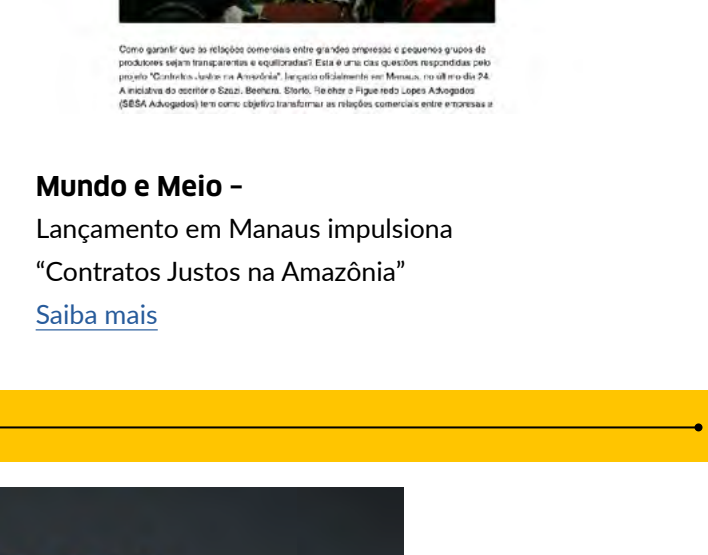 Como garantir que as relações comerciais entre grandes empresas e pequenos grupos de
produtores sejam transparentes e equilibradas? Esta é uma das questões respondidas pelo
projeto "Contratos Justos na Amazônia", lançado oficialmente em Manaus, no último dia 24.
A iniciativa do escritório Szazi, Bechara, Storto, Reicher e Figueirêdo Lopes Advogados
(SBSA Advogados) tem como objetivo transformar as relações comerciais entre empresas e
Mundo e Meio –
Lançamento em Manaus impulsiona
“Contratos Justos na Amazônia”
Saiba mais